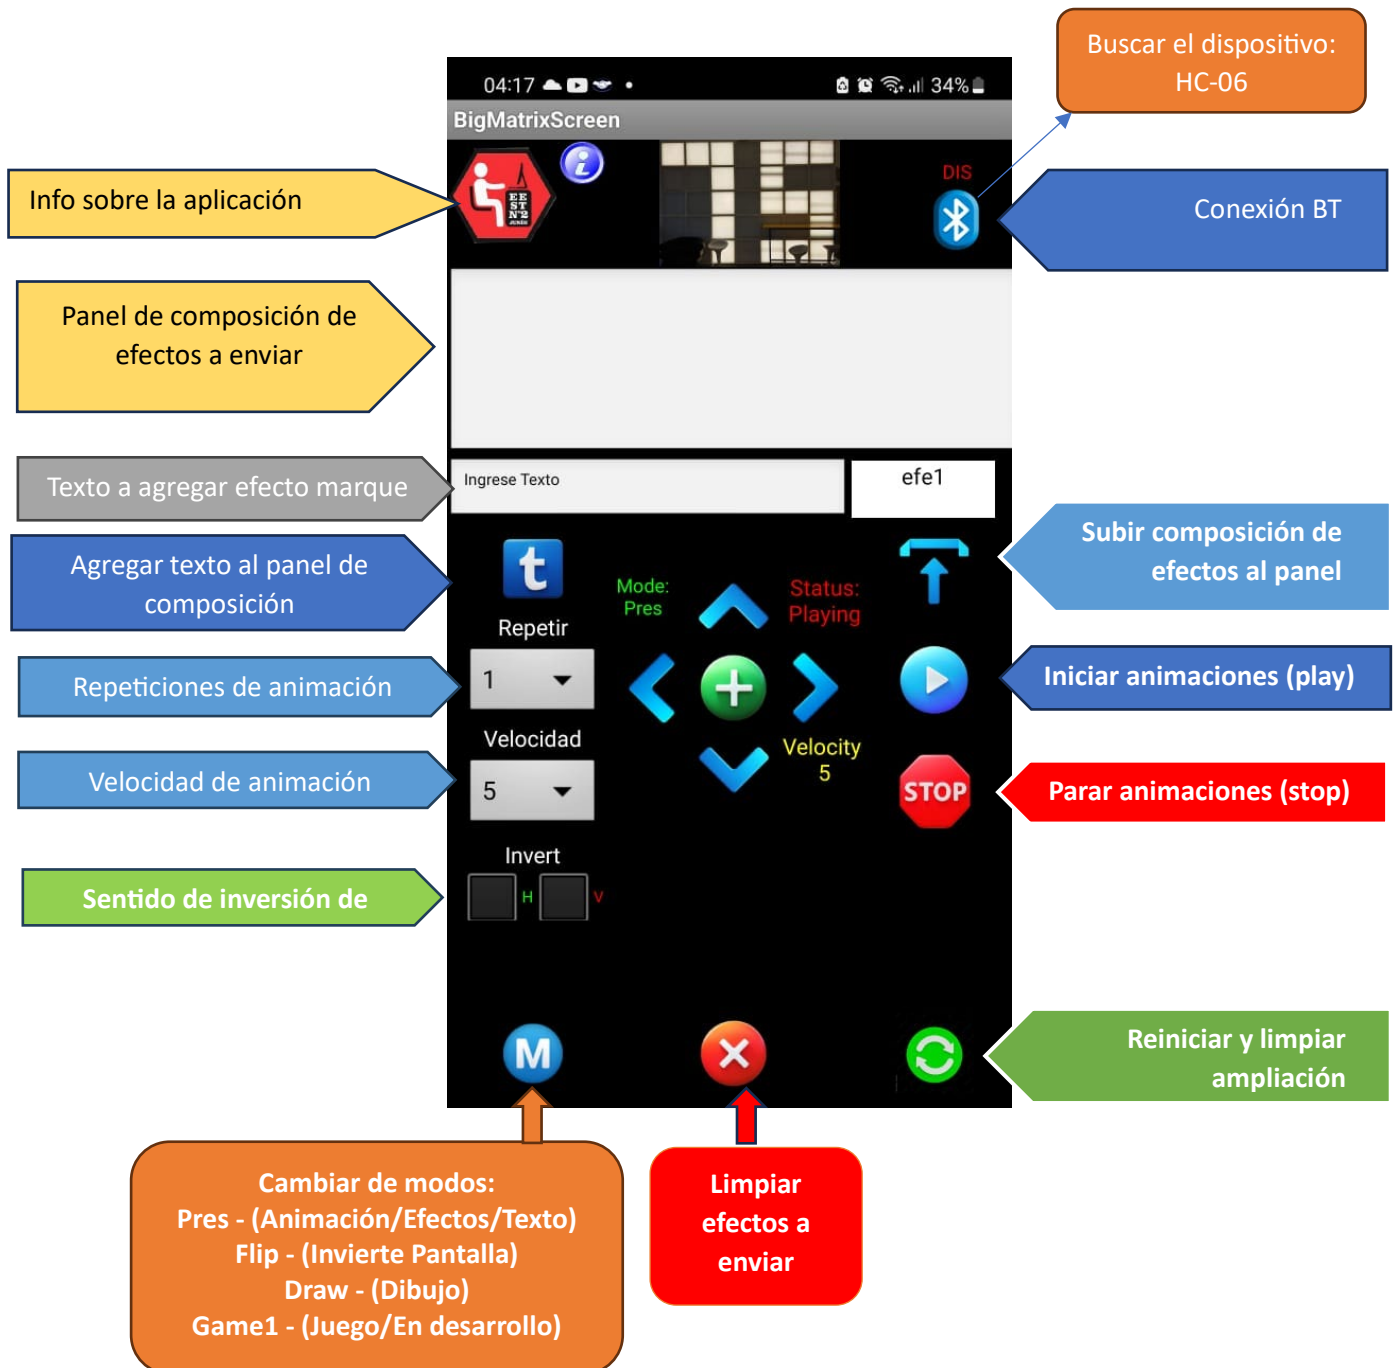 Buscar el dispositivo:
HC-06
04:17
34%
BigMatrixScreen
i
EE
ST
N°2
DIS
Info sobre la aplicación
Conexión BT
Panel de composición de
efectos a enviar
Texto a agregar efecto marque
Ingrese Texto
efe1
Agregar texto al panel de
composición
t
Mode:
Pres
Status:
Playing
Subir composición de
efectos al panel
Repetir
Repeticiones de animación
1
Iniciar animaciones (play)
Velocidad
Velocity
5
Velocidad de animación
5
STOP
Parar animaciones (stop)
Invert
H
V
Sentido de inversión de
M
Reiniciar y limpiar
ampliación
Cambiar de modos:
Pres - (Animación/Efectos/Texto)
Flip - (Invierte Pantalla)
Draw - (Dibujo)
Game1 - (Juego/En desarrollo)
Limpiar
efectos a
enviar